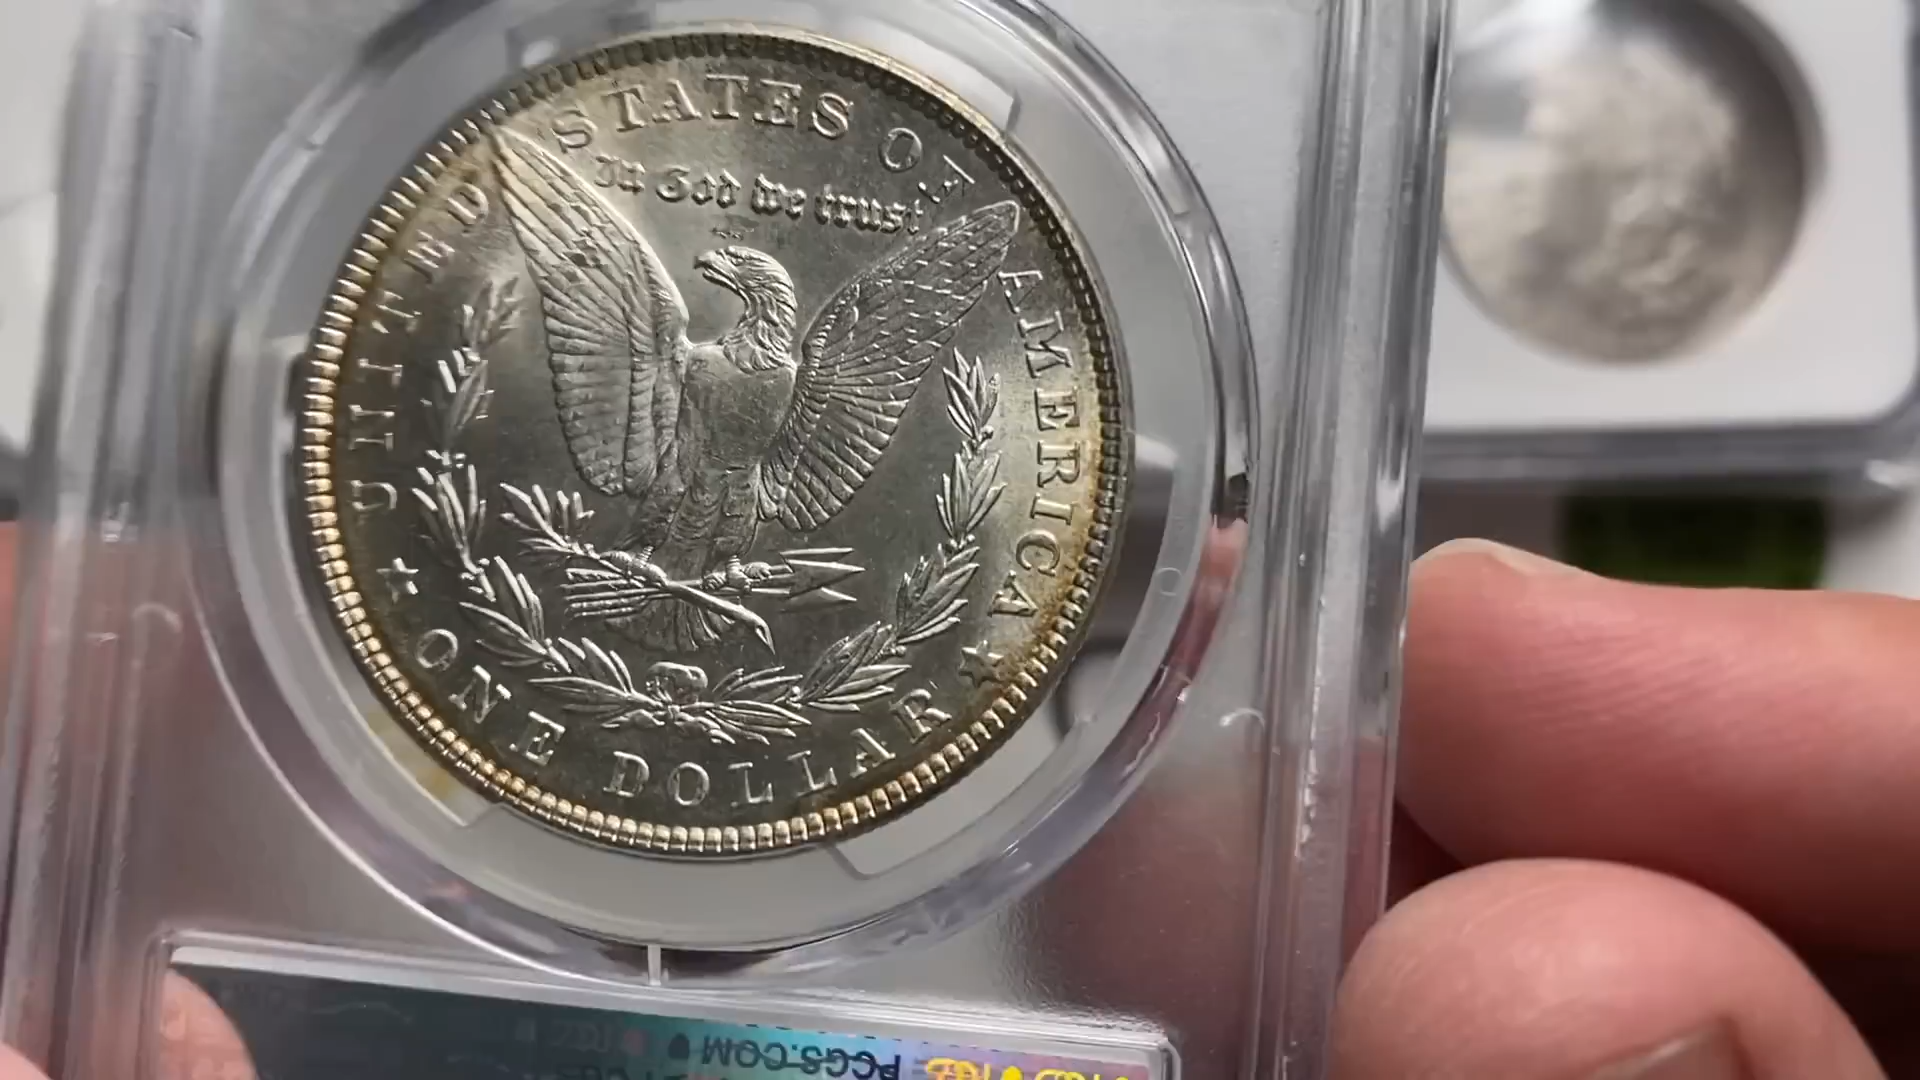 UNITED STATES OF AMERICA
In God we trust
★ ONE DOLLAR ★
PCGS.COM